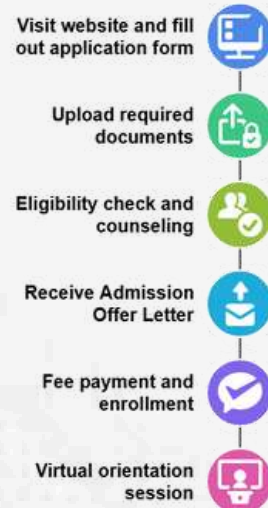 Visit website and fill
out application form
Upload required
documents
Eligibility check and
counseling
Receive Admission
Offer Letter
Fee payment and
enrollment
Virtual orientation
session